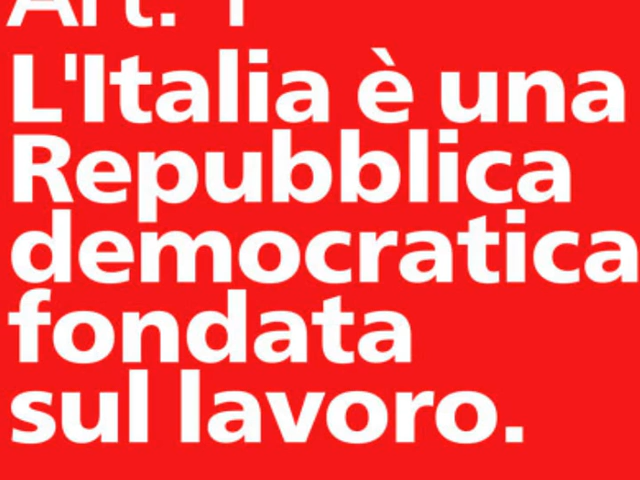 Art. 1
L'Italia è una
Repubblica
democratica
fondata
sul lavoro.